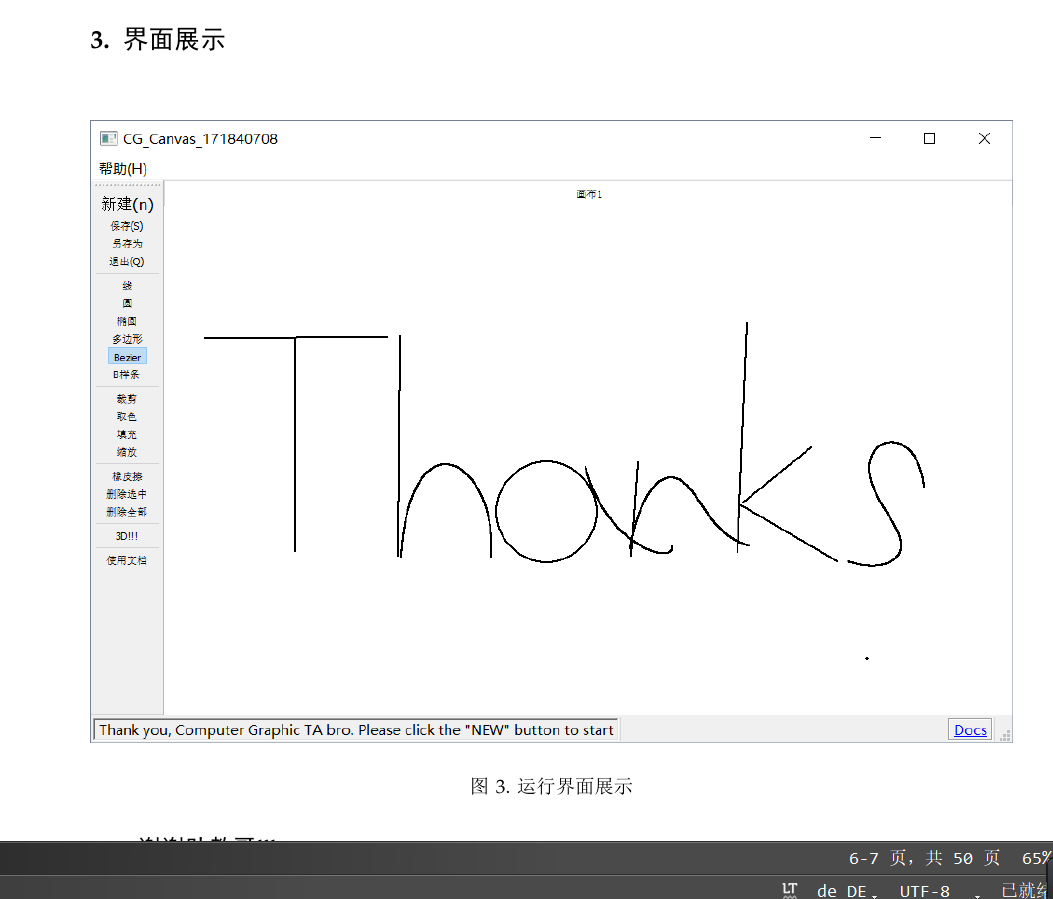 3. 界面展示
CG_Canvas_171840708
帮助(H)
画布1
新建(n)
保存(S)
另存为
退出(Q)
线
圆
椭圆
多边形
Bezier
B样条
裁剪
取色
填充
缩放
橡皮擦
删除选中
删除全部
3D!!!
使用文档
Thanks
Thank you, Computer Graphic TA bro. Please click the "NEW" button to start
Docs
图 3. 运行界面展示
6-7 页，共 50 页 65%
LT de DE UTF-8 已就绪